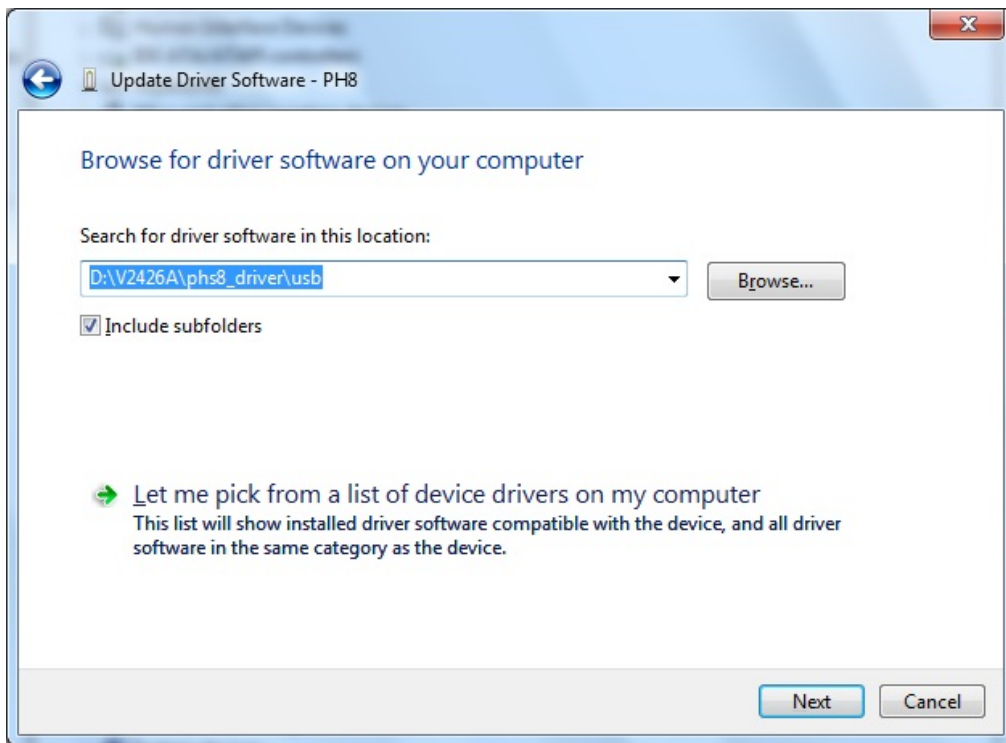 Human Interface Devices
Update Driver Software - PH8
Browse for driver software on your computer
Search for driver software in this location:
D:\V2426A\phs8_driver\usb
Browse...
Include subfolders
Let me pick from a list of device drivers on my computer
This list will show installed driver software compatible with the device, and all driver
software in the same category as the device.
Next
Cancel